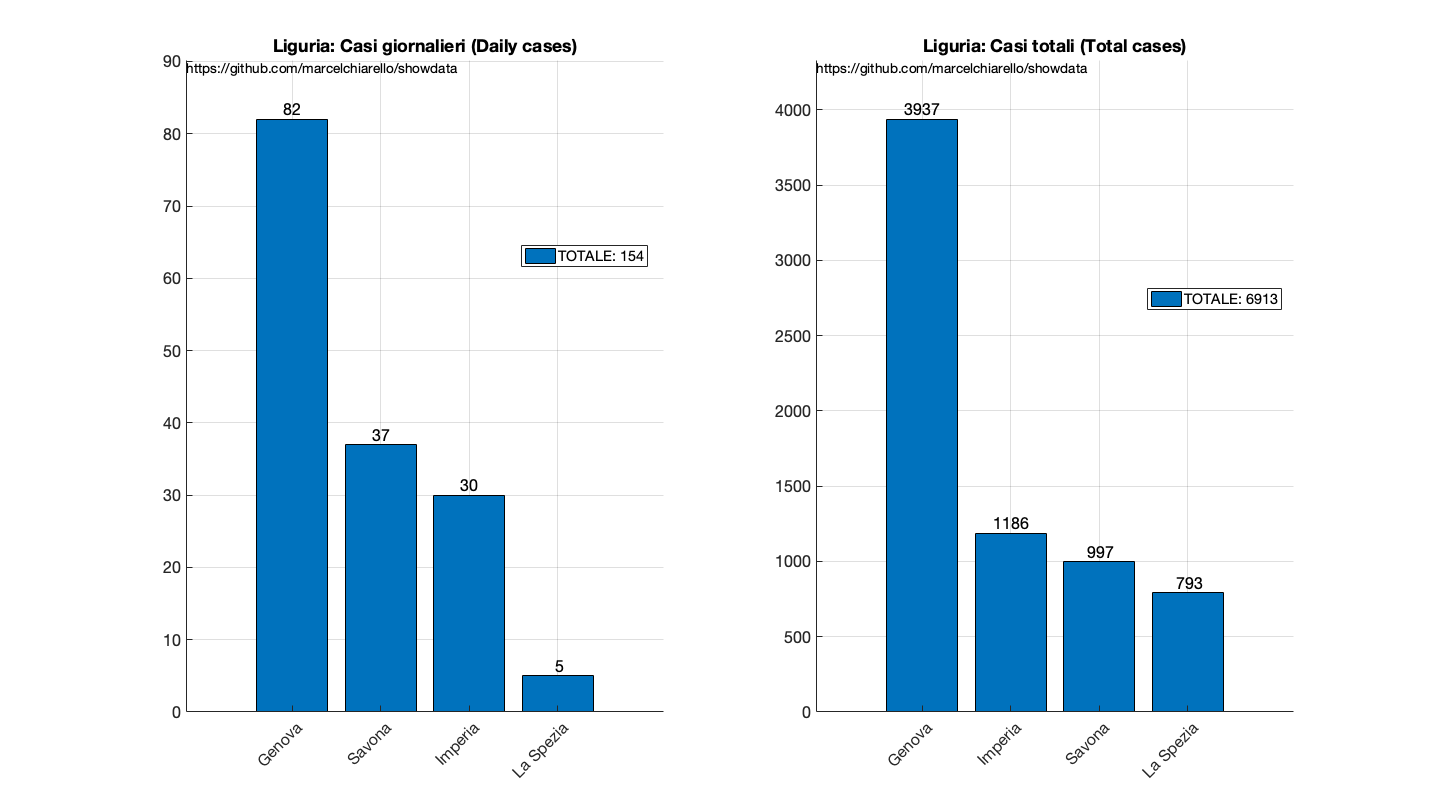 Liguria: Casi giornalieri (Daily cases)
https://github.com/marcelchiarello/showdata
90
80
70
60
50
40
30
20
10
0
82
37
30
5
TOTALE: 154
Genova
Savona
Imperia
La Spezia
Liguria: Casi totali (Total cases)
https://github.com/marcelchiarello/showdata
4000
3500
3000
2500
2000
1500
1000
500
0
3937
1186
997
793
TOTALE: 6913
Genova
Imperia
Savona
La Spezia